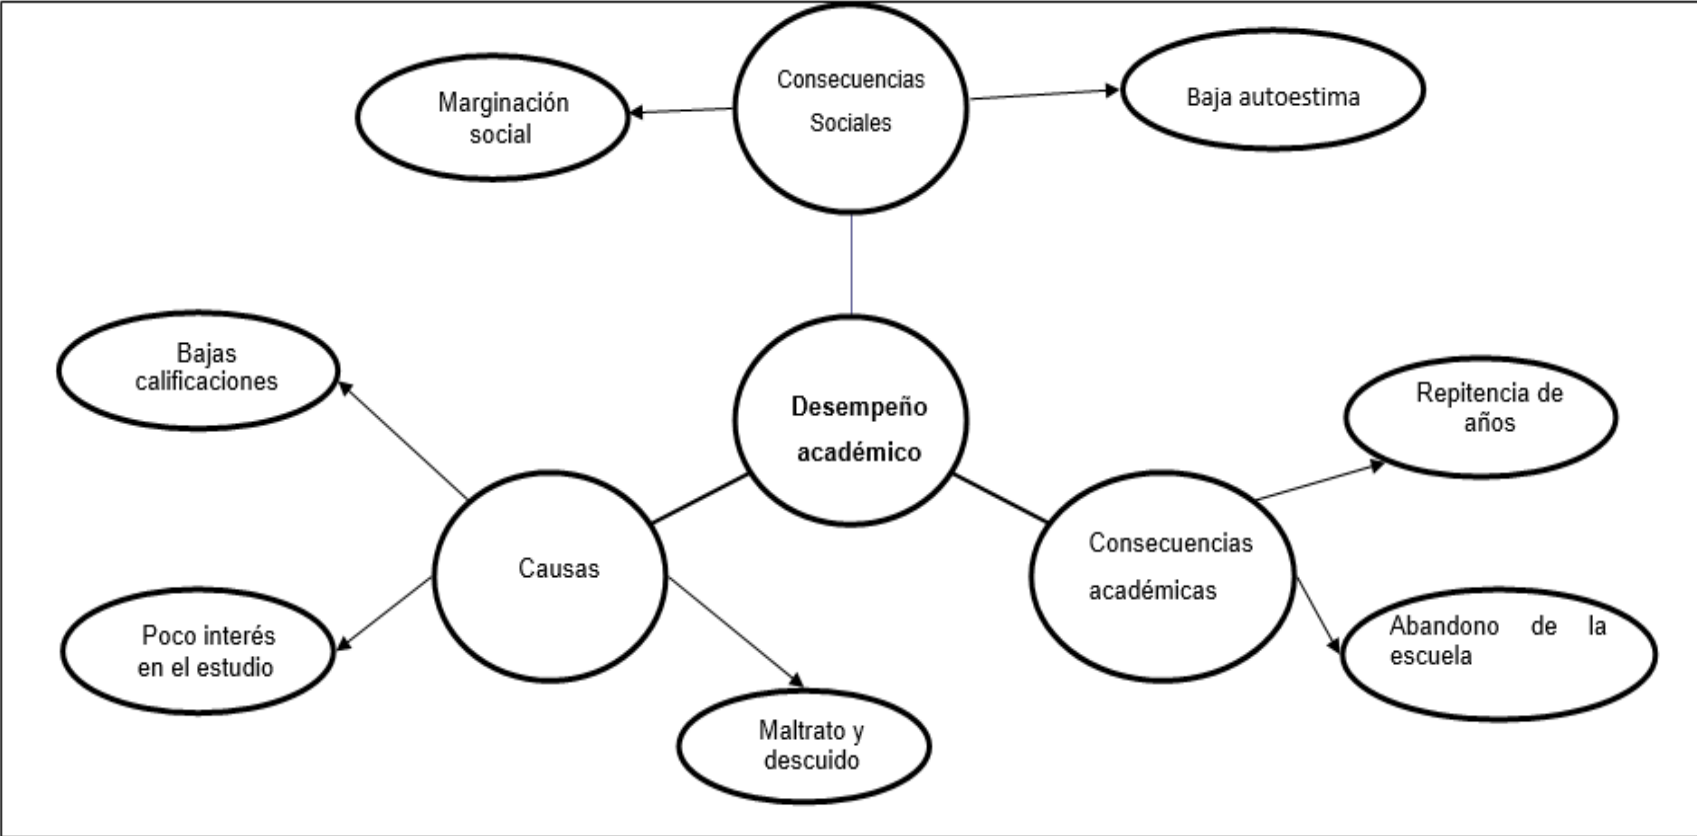 Consecuencias
Sociales
Marginación
social
Baja autoestima
Desempeño
académico
Bajas
calificaciones
Causas
Poco interés
en el estudio
Maltrato y
descuido
Consecuencias
académicas
Repitencia de
años
Abandono de la
escuela